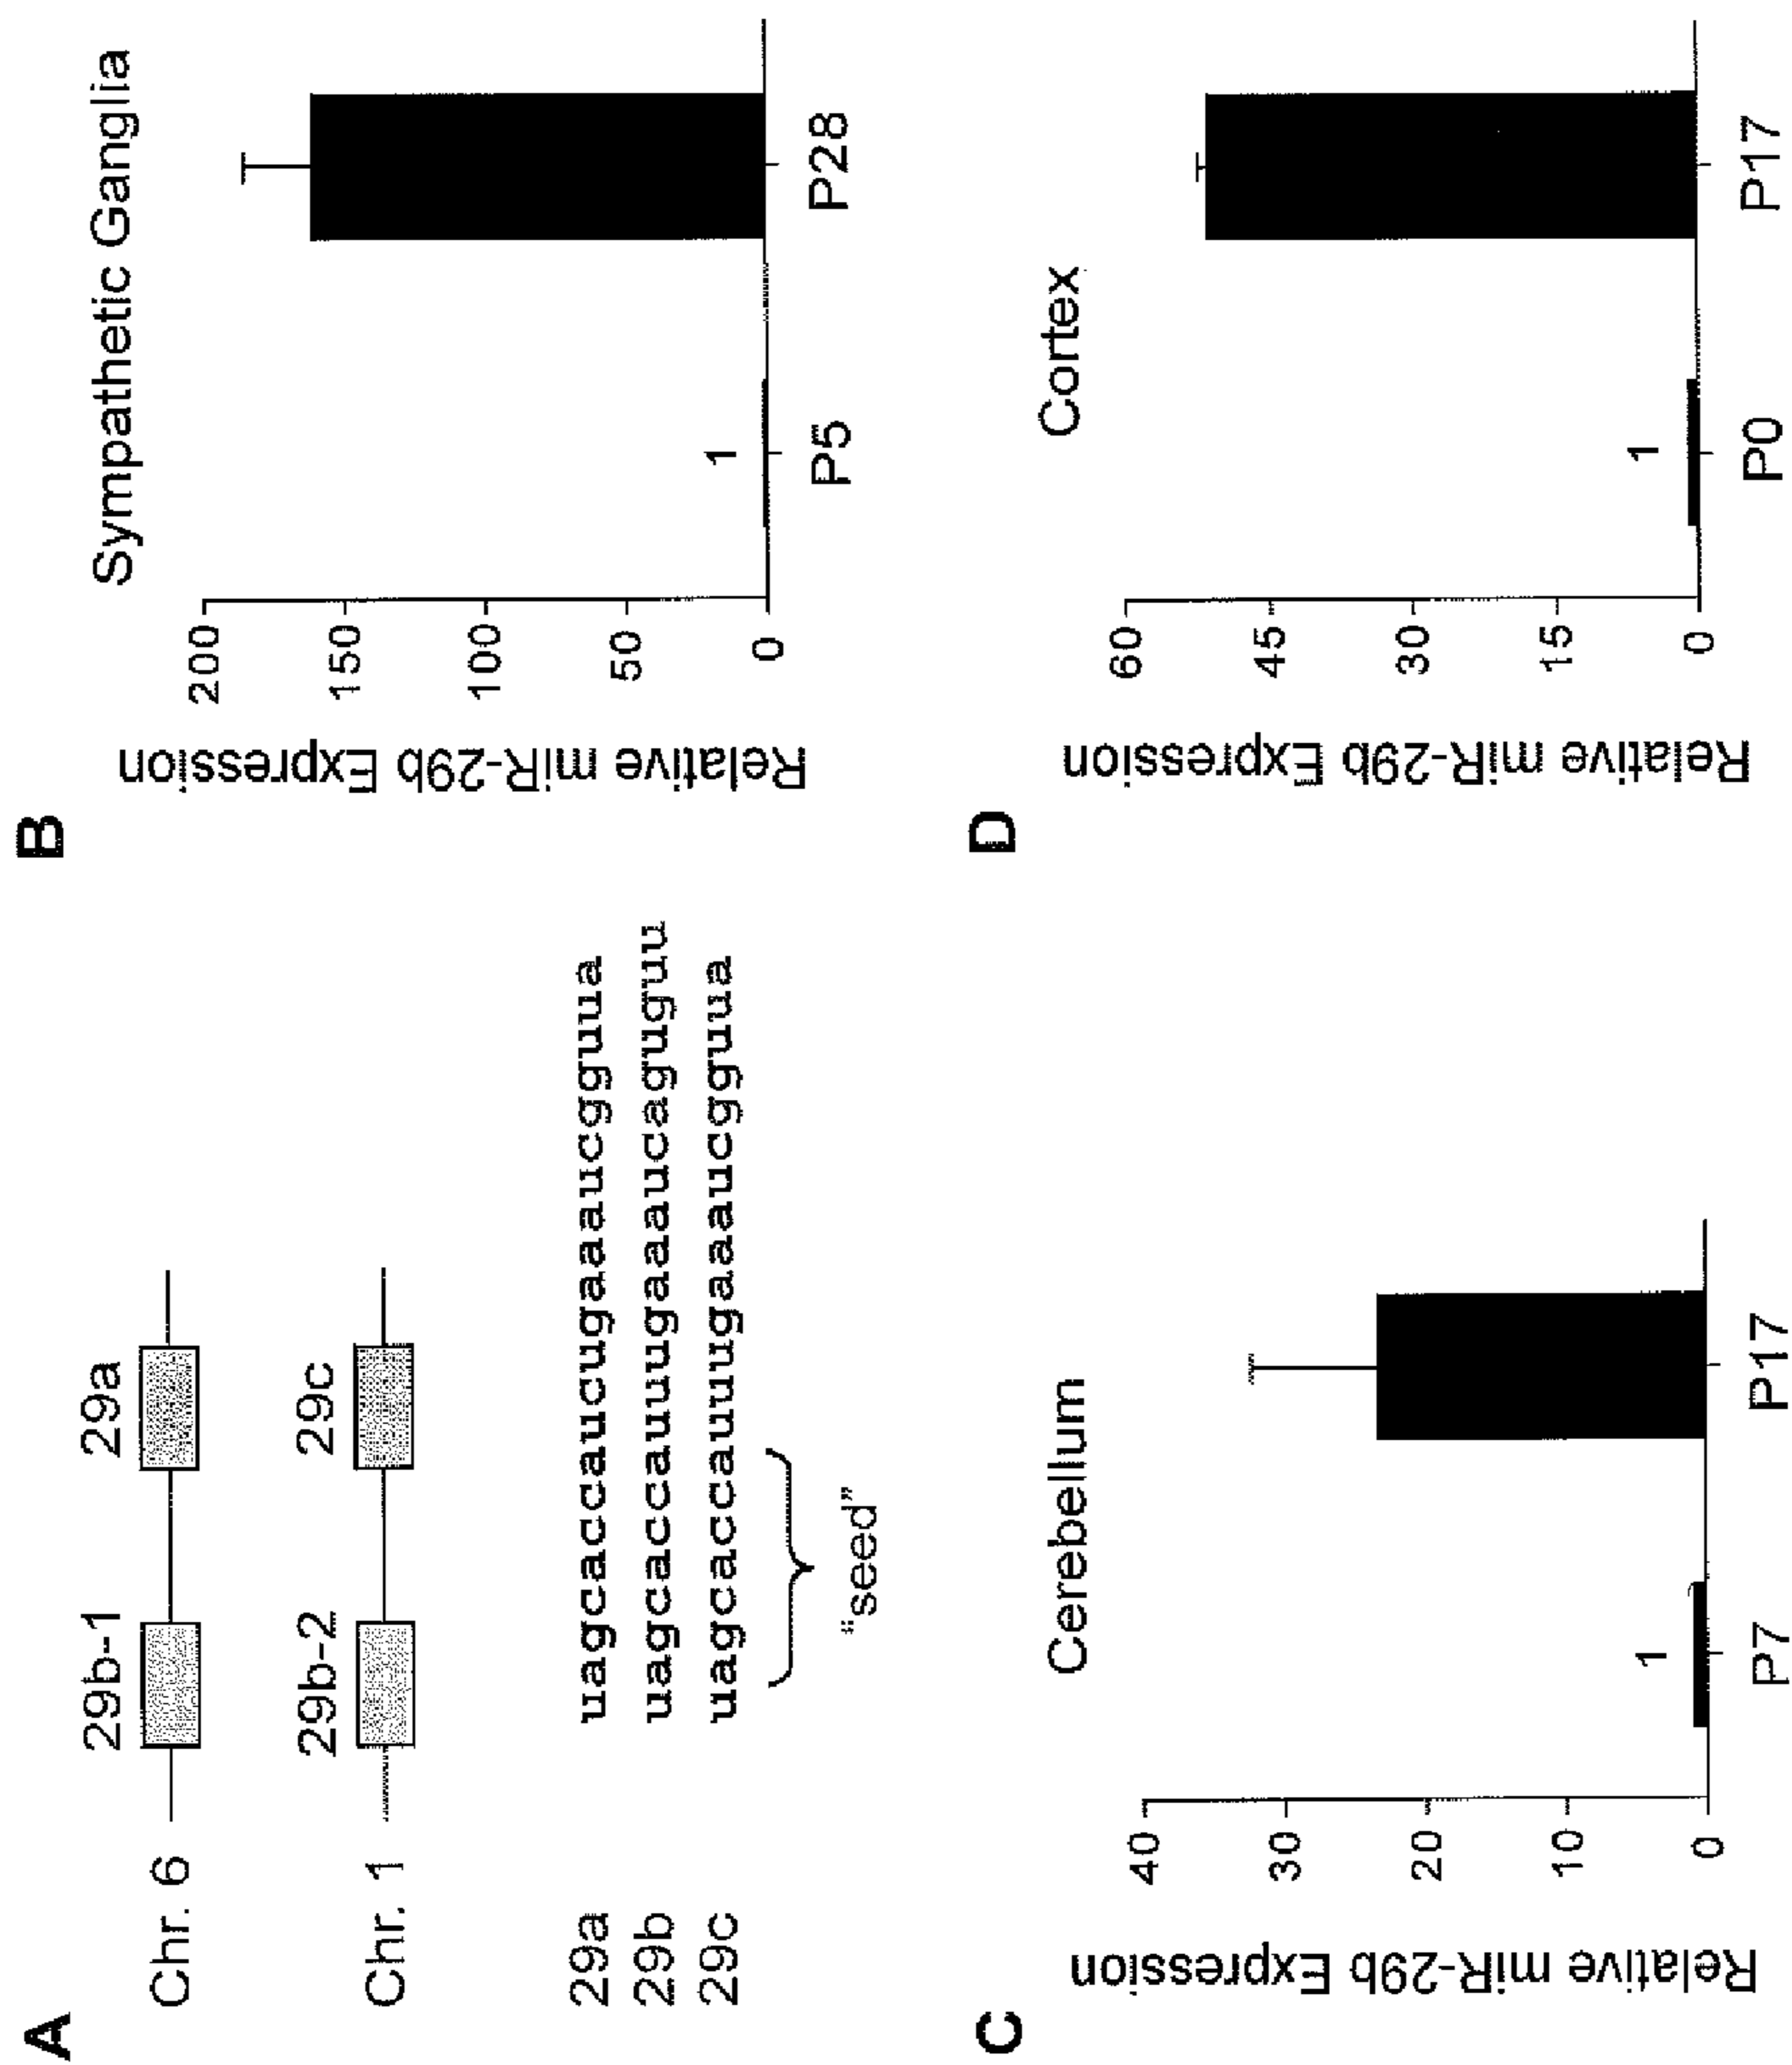 A
29b-1 29a
Chr. 6
29b-2 29c
Chr. 1
29a uagcaccaucugaaaucgguua
29b uagcaccauuugaaaucaguguu
29c uagcaccauuugaaaucgguua
“seed”
B
Sympathetic Ganglia
Relative miR-29b Expression
200
150
100
50
0
1
P5 P28
C
Cerebellum
Relative miR-29b Expression
40
30
20
10
0
1
P7 P17
D
Cortex
Relative miR-29b Expression
60
45
30
15
0
1
P0 P17